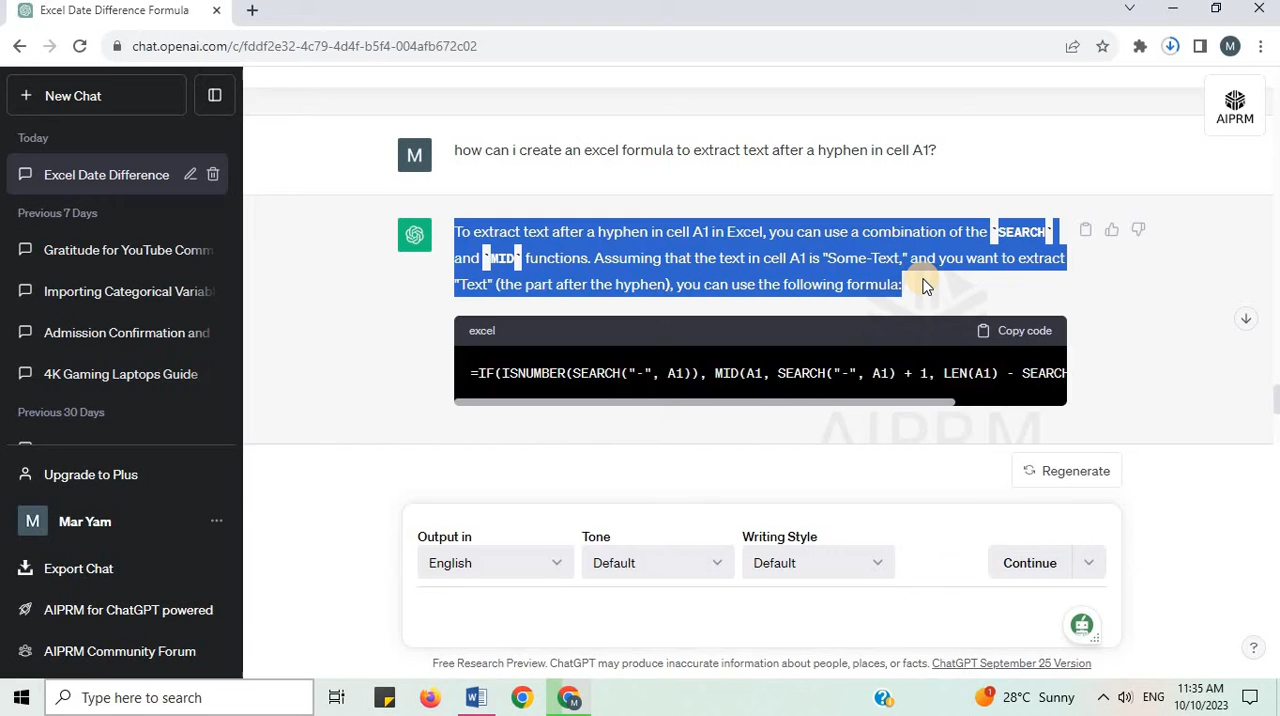 Excel Date Difference Formula
chat.openai.com/c/fddf2e32-4c79-4d4f-b5f4-004afb672c02
M
New Chat
AIPRM
Today
M
how can i create an excel formula to extract text after a hyphen in cell A1?
Excel Date Difference
Previous 7 Days
To extract text after a hyphen in cell A1 in Excel, you can use a combination of the `SEARCH`
Gratitude for YouTube Comm
and `MID` functions. Assuming that the text in cell A1 is "Some-Text," and you want to extract
"Text" (the part after the hyphen), you can use the following formula:
Importing Categorical Variab
Admission Confirmation and
excel
Copy code
4K Gaming Laptops Guide
=IF(ISNUMBER(SEARCH("-", A1)), MID(A1, SEARCH("-", A1) + 1, LEN(A1) - SEARCH
Previous 30 Days
AIPRM
Upgrade to Plus
Regenerate
M
Mar Yam
Output in
Tone
Writing Style
English
Default
Default
Continue
Export Chat
AIPRM for ChatGPT powered
AIPRM Community Forum
Free Research Preview. ChatGPT may produce inaccurate information about people, places, or facts. ChatGPT September 25 Version
?
Type here to search
M
?
1
28°C Sunny
ENG
11:35 AM
10/10/2023